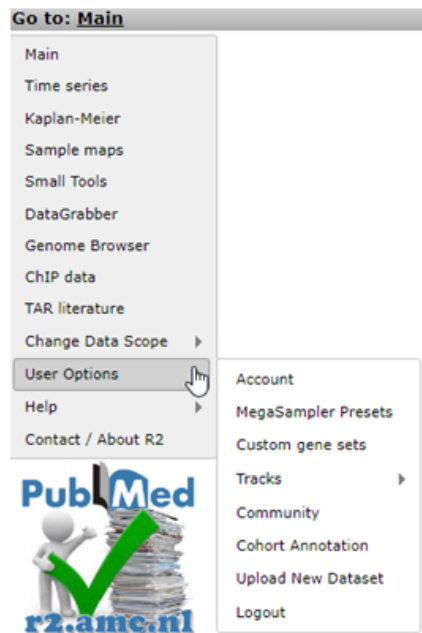 Go to: Main
Main
Time series
Kaplan-Meier
Sample maps
Small Tools
DataGrabber
Genome Browser
ChIP data
TAR literature
Change Data Scope
User Options
Help
Contact / About R2
Account
MegaSampler Presets
Custom gene sets
Tracks
Community
Cohort Annotation
Upload New Dataset
Logout
PubMed
r2.amc.nl